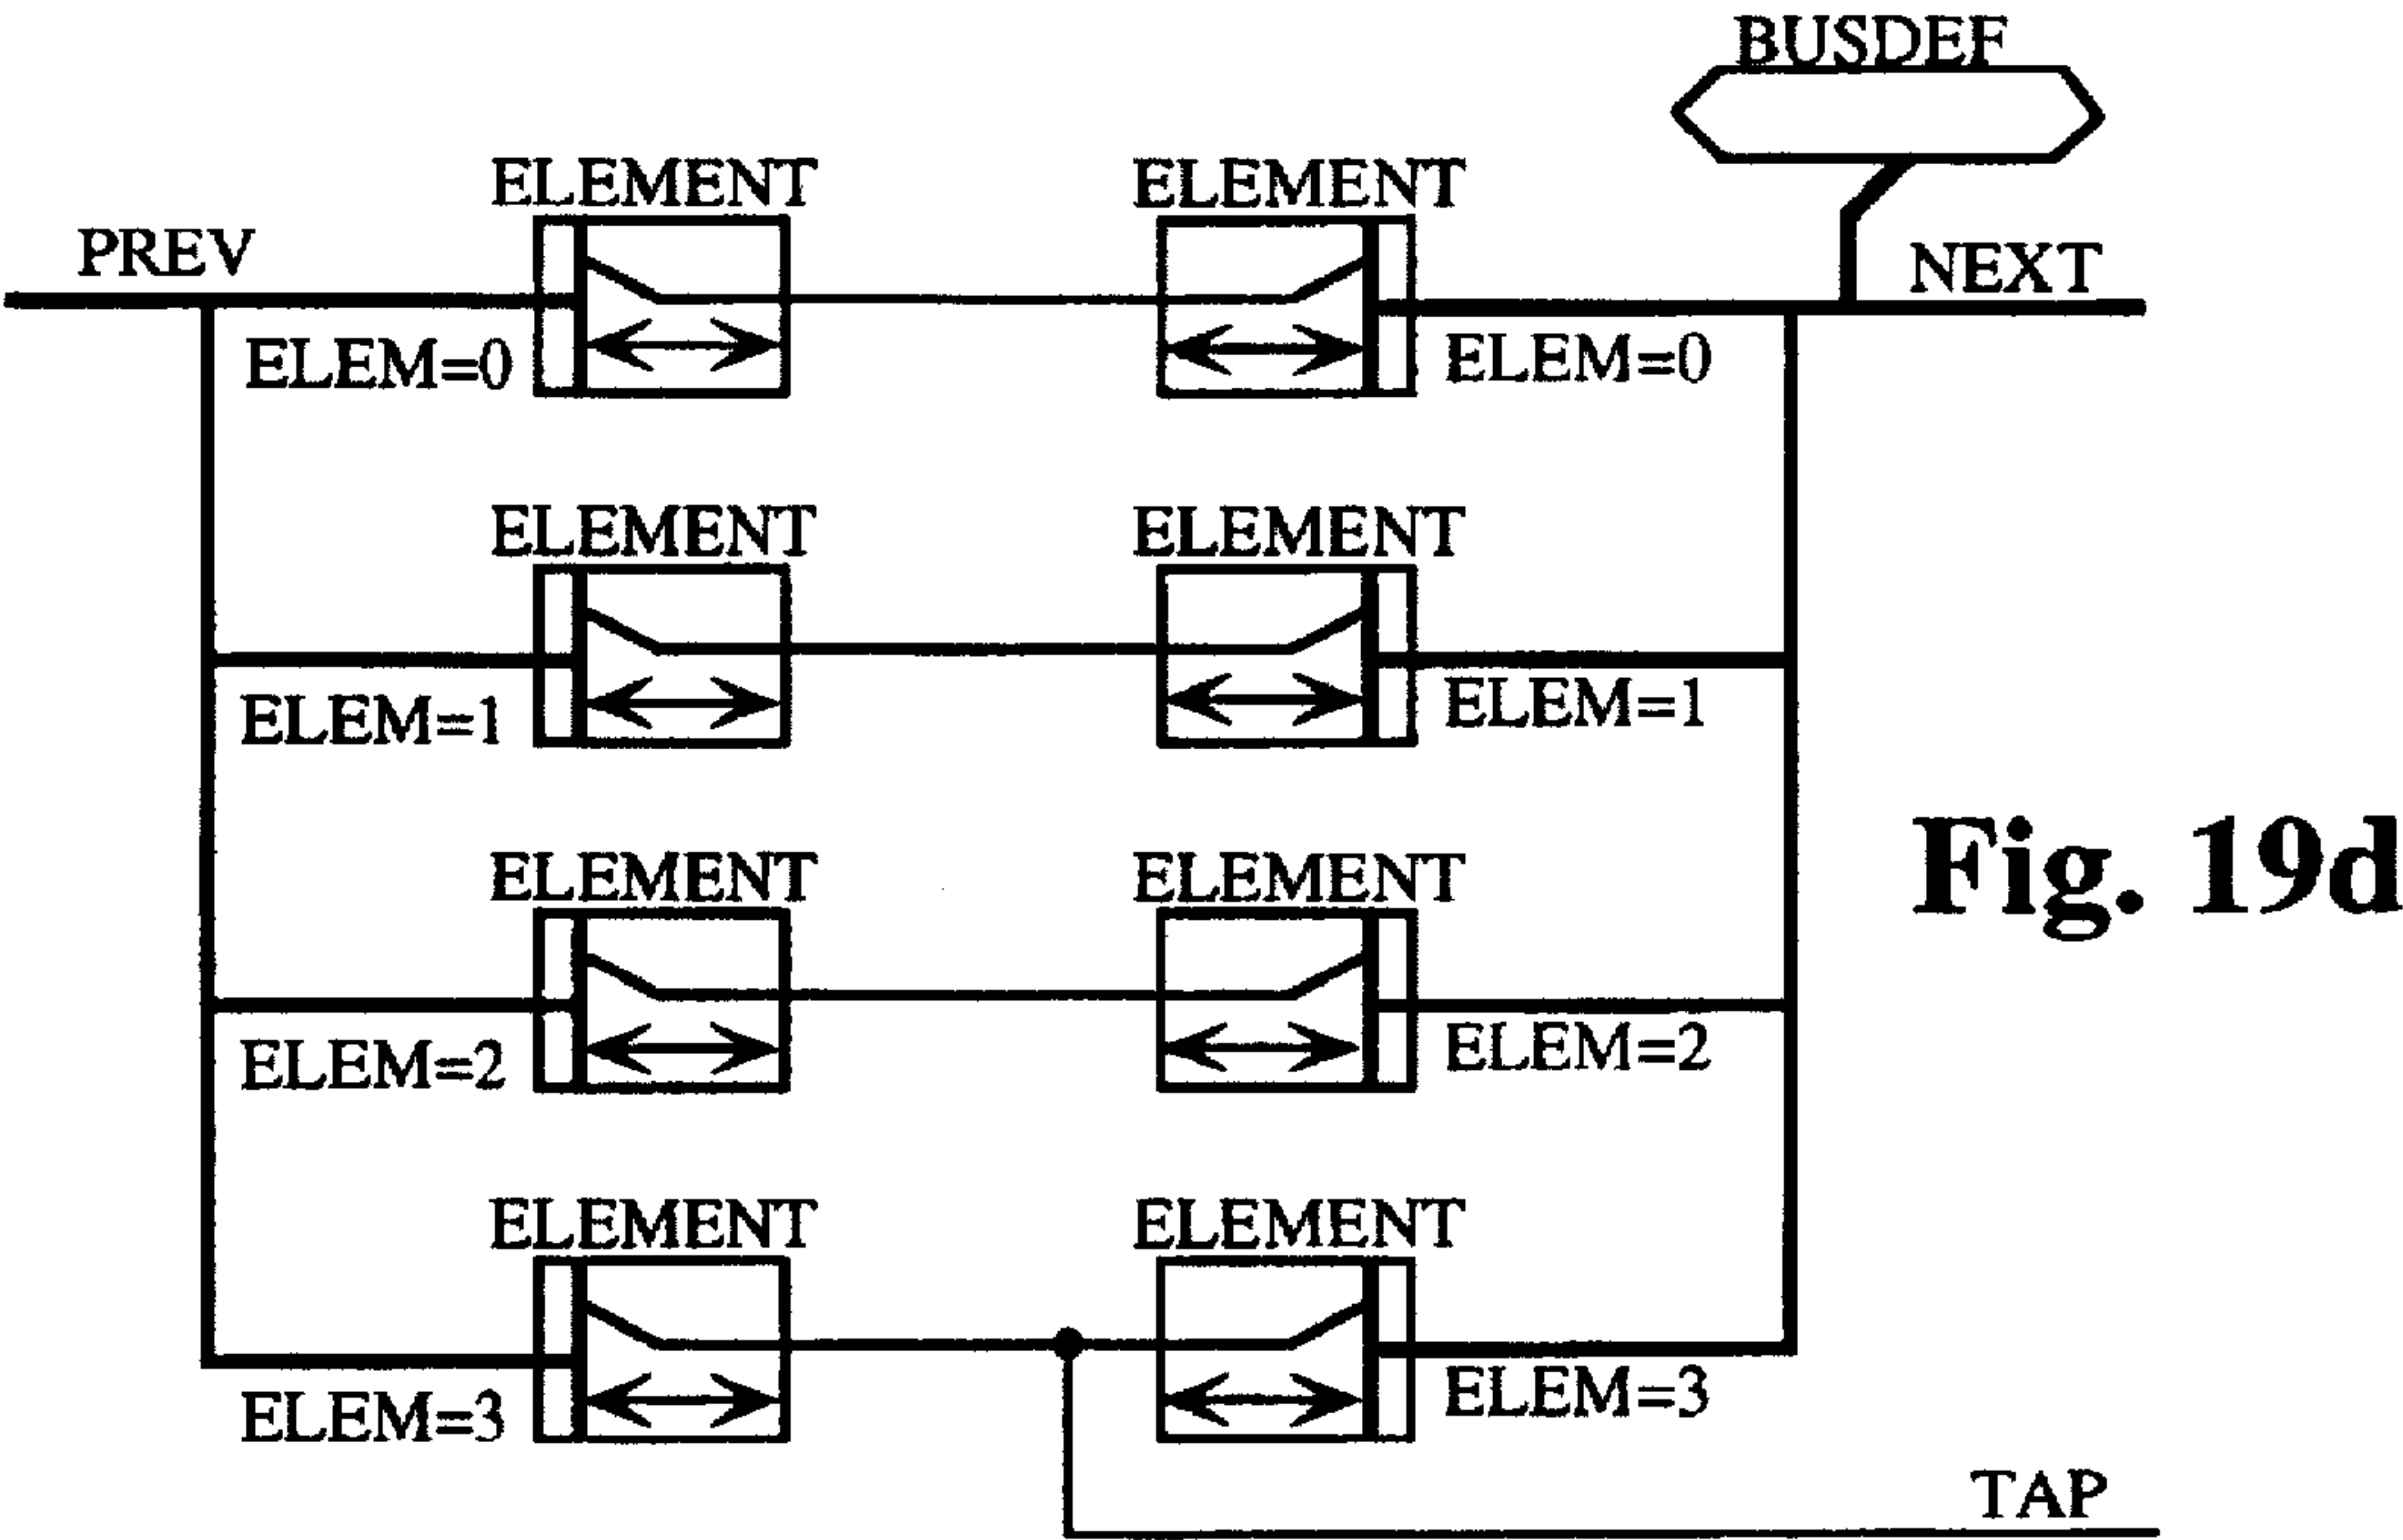 BUSDEF
ELEMENT ELEMENT
PREV NEXT
ELEM=0 ELEM=0
ELEMENT ELEMENT
ELEM=1 ELEM=1
Fig. 19d
ELEMENT ELEMENT
ELEM=2 ELEM=2
ELEMENT ELEMENT
ELEM=3 ELEM=3
TAP